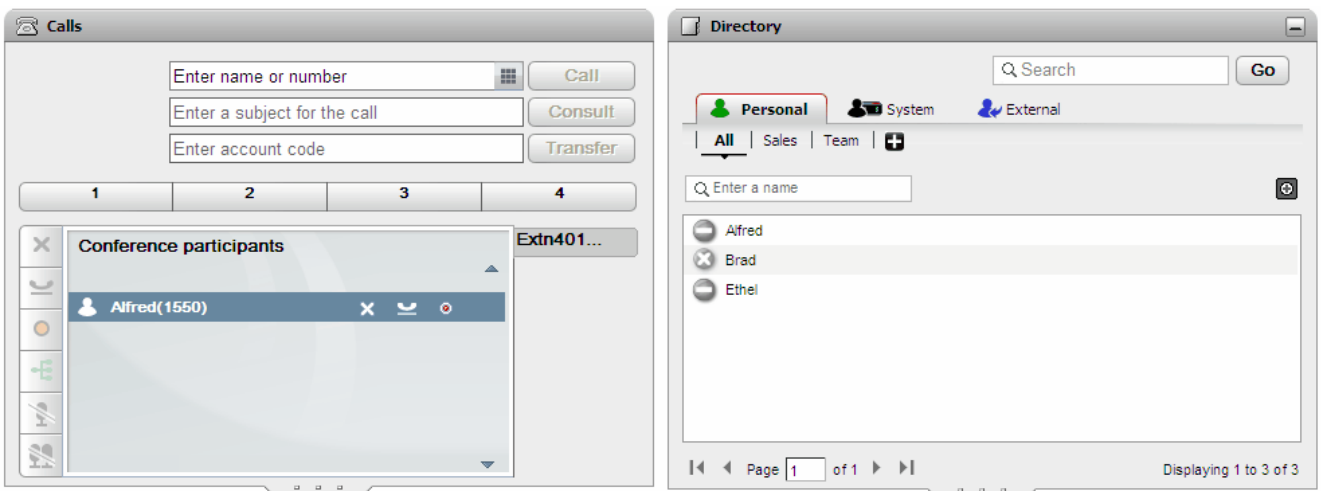 Calls
Enter name or number
Call
Enter a subject for the call
Consult
Enter account code
Transfer
1 2 3 4
Conference participants
Extn401...
Alfred(1550)
Directory
Search
Go
Personal System External
All Sales Team
Enter a name
Alfred
Brad
Ethel
Page 1 of 1
Displaying 1 to 3 of 3